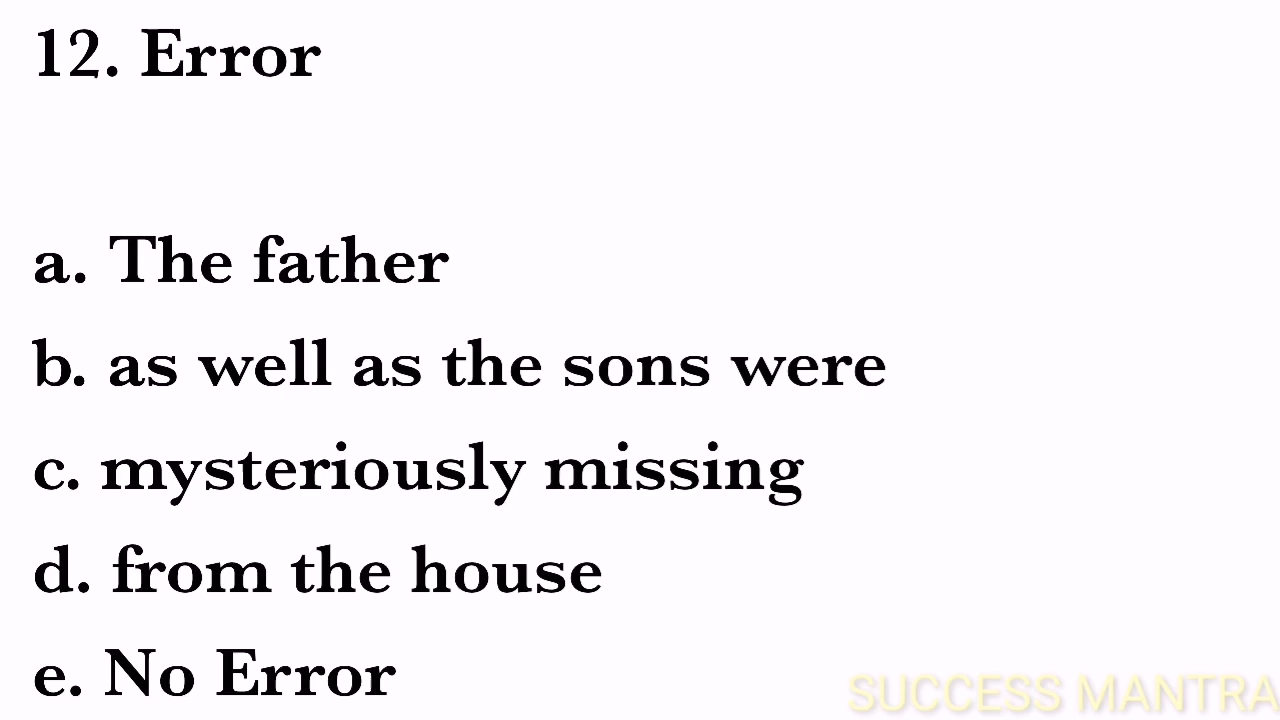 12. Error
a. The father
b. as well as the sons were
c. mysteriously missing
d. from the house
e. No Error
SUCCESS MANTRA